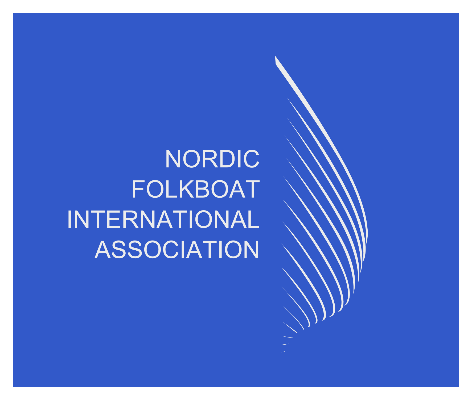 NORDIC
FOLKBOAT
INTERNATIONAL
ASSOCIATION